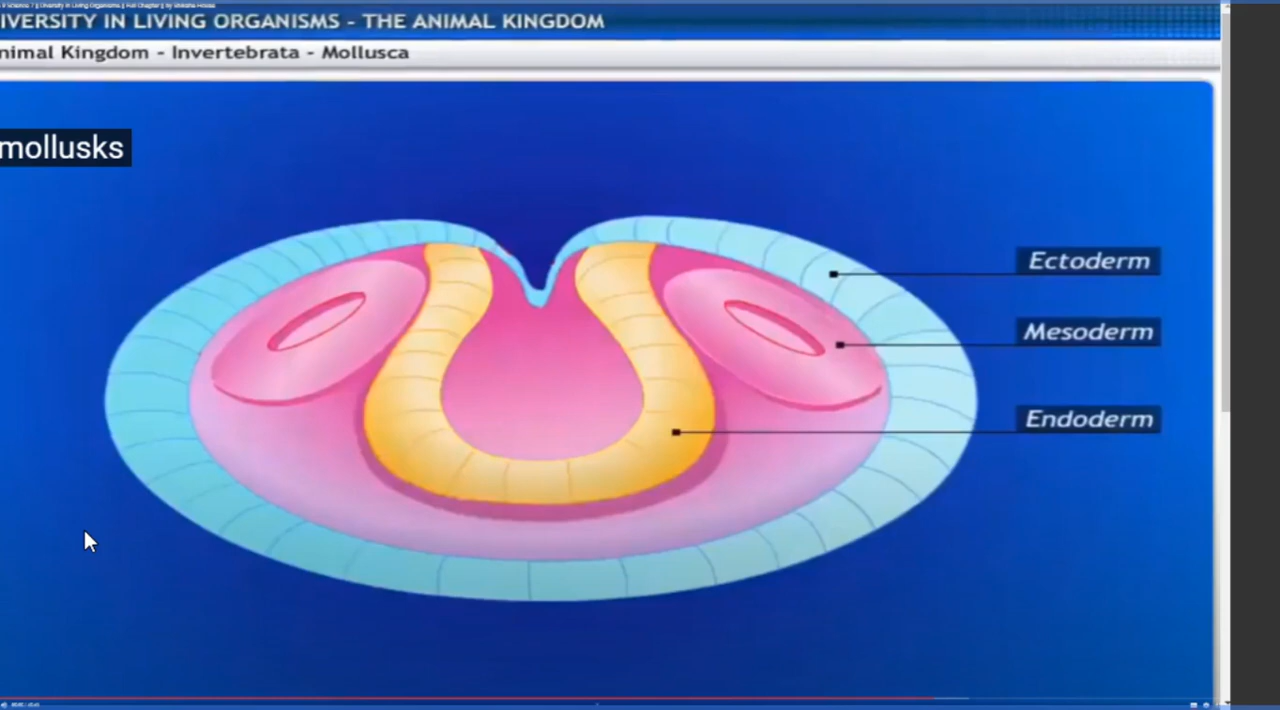 IVERSITY IN LIVING ORGANISMS - THE ANIMAL KINGDOM
nimal Kingdom - Invertebrata - Mollusca
mollusks
Ectoderm
Mesoderm
Endoderm